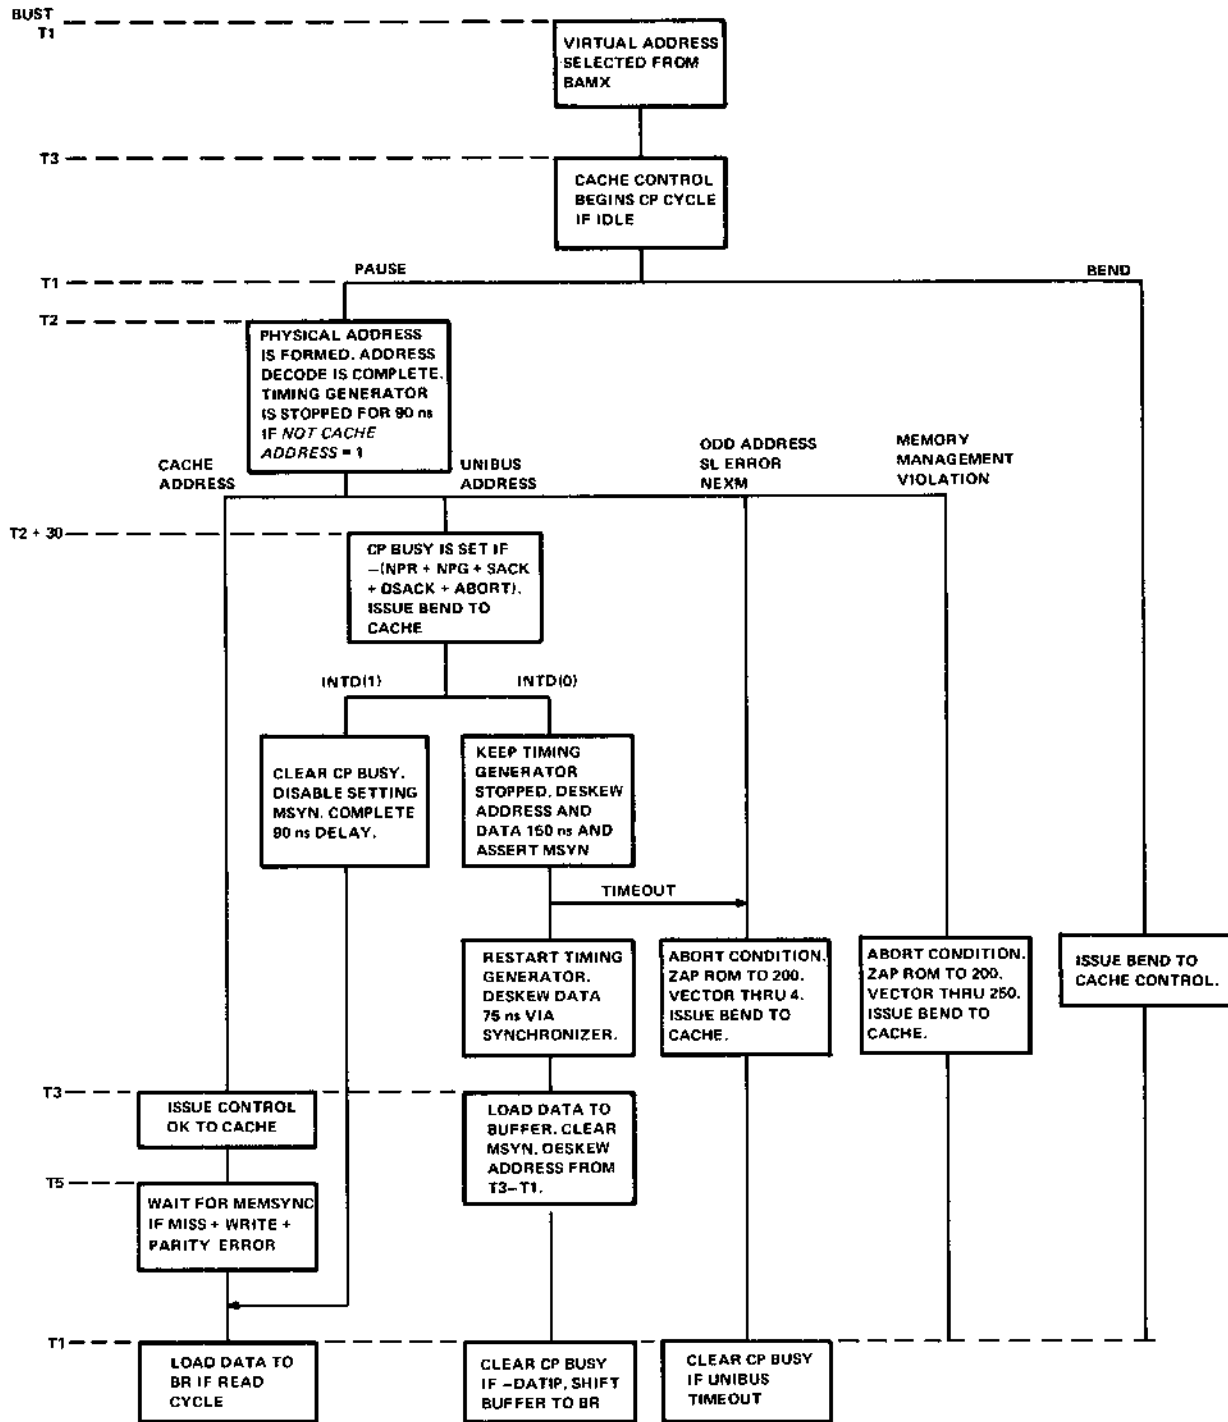 BUST
T1
VIRTUAL ADDRESS
SELECTED FROM
BAMX
T3
CACHE CONTROL
BEGINS CP CYCLE
IF IDLE
T1
PAUSE
BEND
T2
PHYSICAL ADDRESS
IS FORMED. ADDRESS
DECODE IS COMPLETE.
TIMING GENERATOR
IS STOPPED FOR 90 ns
IF NOT CACHE
ADDRESS = 1
CACHE
ADDRESS
UNIBUS
ADDRESS
ODD ADDRESS
SL ERROR
NEXM
MEMORY
MANAGEMENT
VIOLATION
T2 + 30
CP BUSY IS SET IF
–(NPR + NPG + SACK
+ DSACK + ABORT).
ISSUE BEND TO
CACHE
INTD(1)
INTD(0)
CLEAR CP BUSY.
DISABLE SETTING
MSYN. COMPLETE
90 ns DELAY.
KEEP TIMING
GENERATOR
STOPPED. DESKEW
ADDRESS AND
DATA 150 ns AND
ASSERT MSYN
TIMEOUT
RESTART TIMING
GENERATOR.
DESKEW DATA
75 ns VIA
SYNCHRONIZER.
ABORT CONDITION.
ZAP ROM TO 200.
VECTOR THRU 4.
ISSUE BEND TO
CACHE.
ABORT CONDITION.
ZAP ROM TO 200.
VECTOR THRU 250.
ISSUE BEND TO
CACHE.
ISSUE BEND TO
CACHE CONTROL.
T3
ISSUE CONTROL
OK TO CACHE
LOAD DATA TO
BUFFER. CLEAR
MSYN. DESKEW
ADDRESS FROM
T3–T1.
T5
WAIT FOR MEMSYNC
IF MISS + WRITE +
PARITY ERROR
T1
LOAD DATA TO
BR IF READ
CYCLE
CLEAR CP BUSY
IF –DATIP, SHIFT
BUFFER TO BR
CLEAR CP BUSY
IF UNIBUS
TIMEOUT